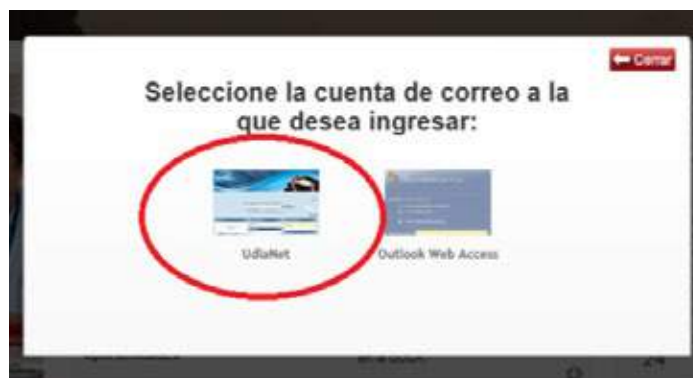 Cerrar
Seleccione la cuenta de correo a la
que desea ingresar:
UdlaNet
Outlook Web Access